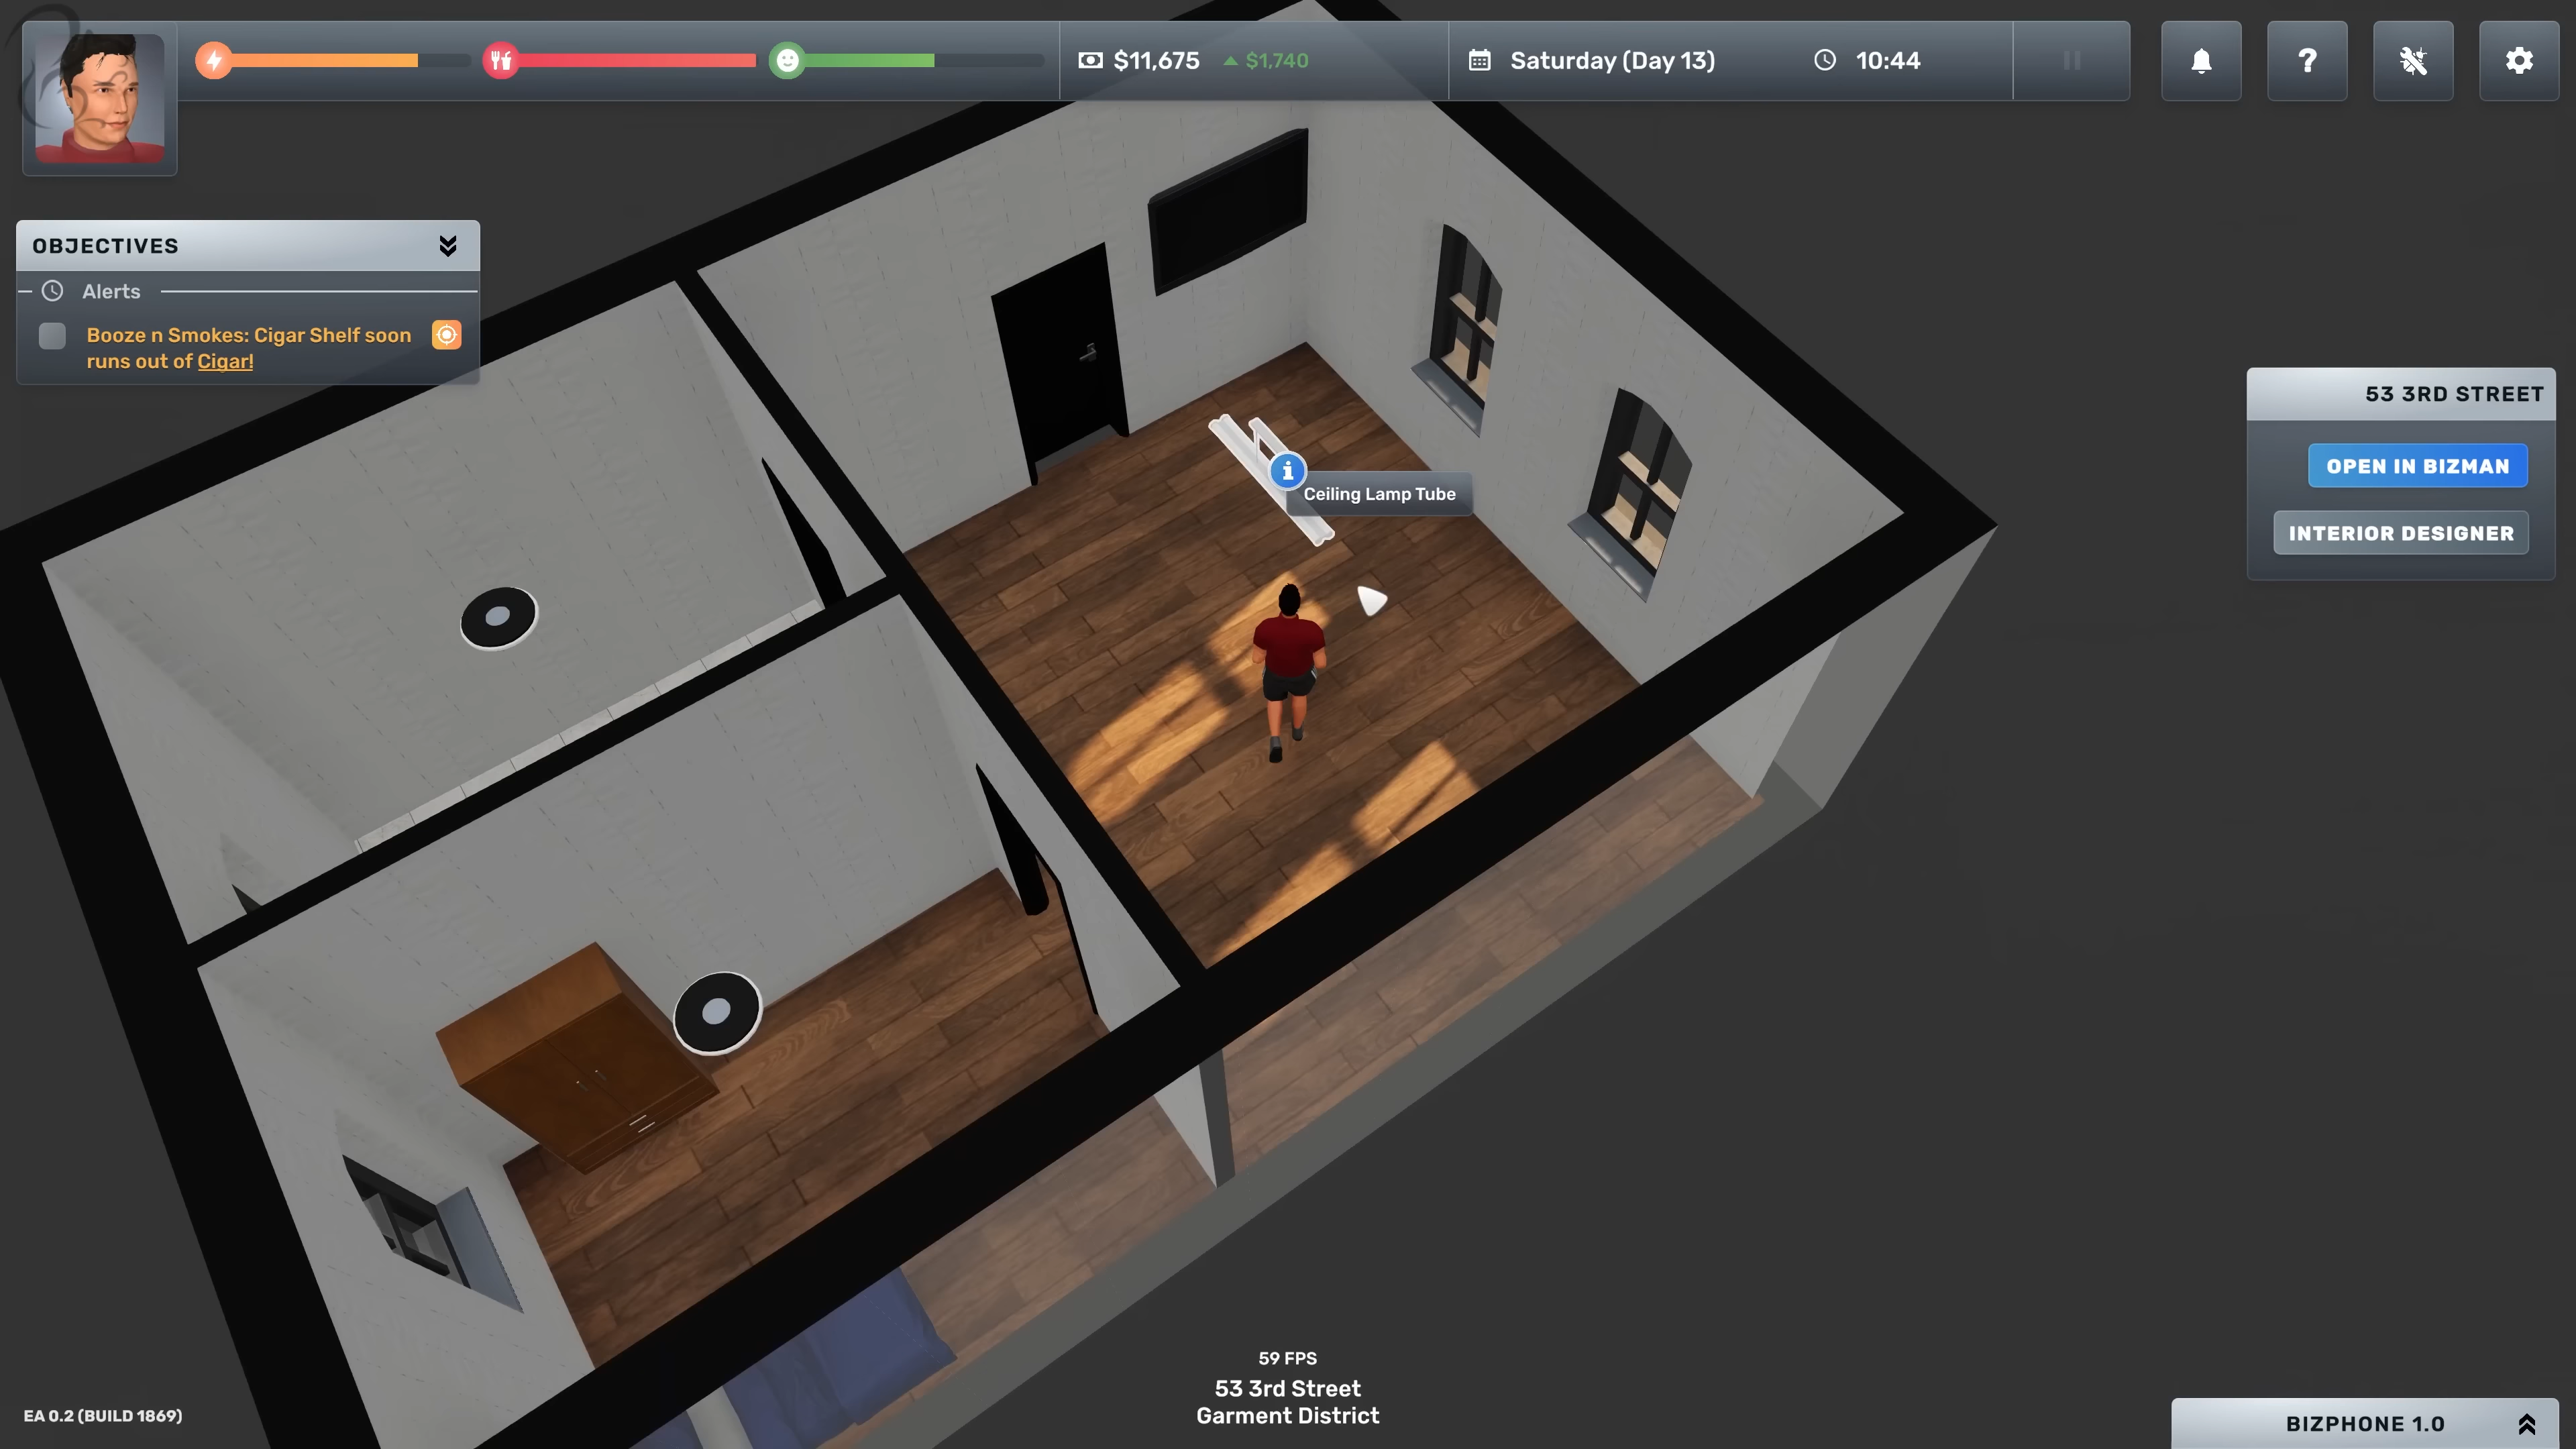 $11,675
$1,740
Saturday (Day 13)
10:44
?
OBJECTIVES
Alerts
Booze n Smokes: Cigar Shelf soon
runs out of Cigar!
53 3RD STREET
OPEN IN BIZMAN
INTERIOR DESIGNER
i
Ceiling Lamp Tube
59 FPS
53 3rd Street
Garment District
EA 0.2 (BUILD 1869)
BIZPHONE 1.0